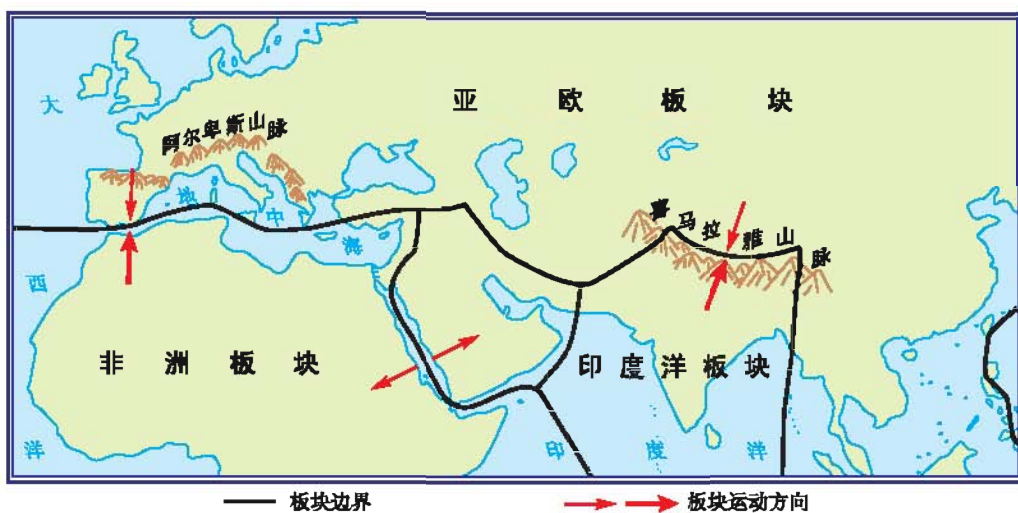 亚欧板块
大
阿尔卑斯山脉
地中海
喜马拉雅山脉
西
非洲板块
印度洋板块
洋
印度洋
板块边界
板块运动方向